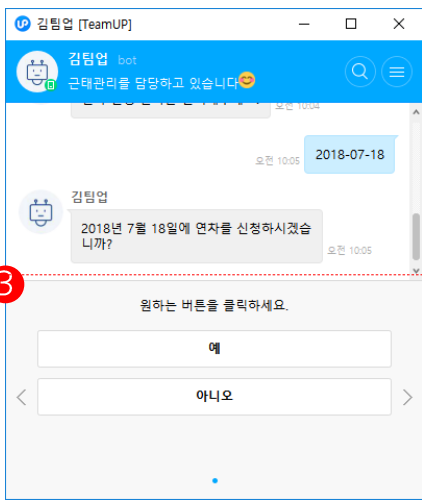 김팀업 [TeamUP]
김팀업 bot
근태관리를 담당하고 있습니다
오전 10:04
오전 10:05 2018-07-18
김팀업
2018년 7월 18일에 연차를 신청하시겠습
니까?
오전 10:05
3
원하는 버튼을 클릭하세요.
예
아니오